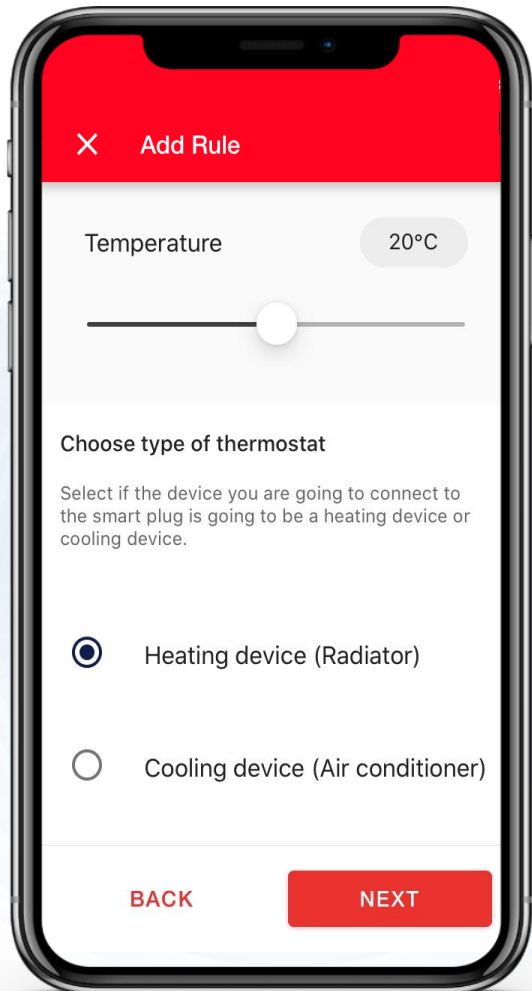 Add Rule
Temperature 20°C
Choose type of thermostat
Select if the device you are going to connect to
the smart plug is going to be a heating device or
cooling device.
Heating device (Radiator)
Cooling device (Air conditioner)
BACK NEXT